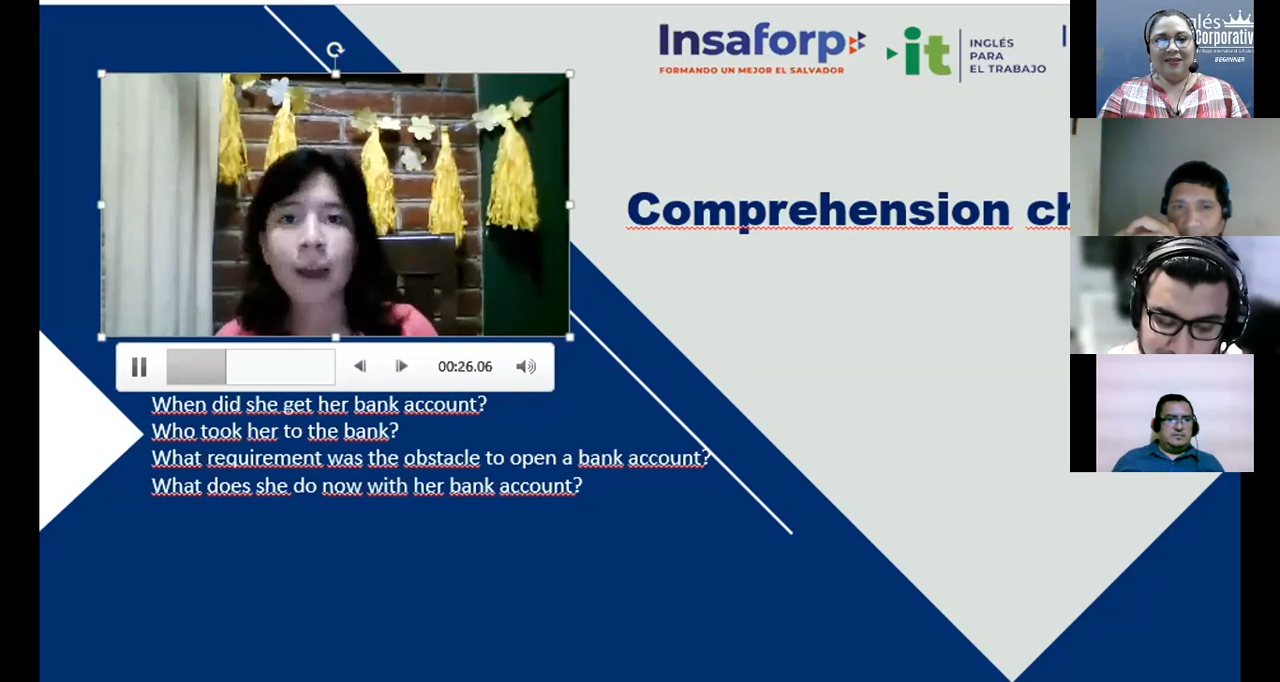 Insaforp
FORMANDO UN MEJOR EL SALVADOR
it
INGLÉS
PARA
EL TRABAJO
Comprehension ch
00:26.06
When did she get her bank account?
Who took her to the bank?
What requirement was the obstacle to open a bank account?
What does she do now with her bank account?
BEGINNER